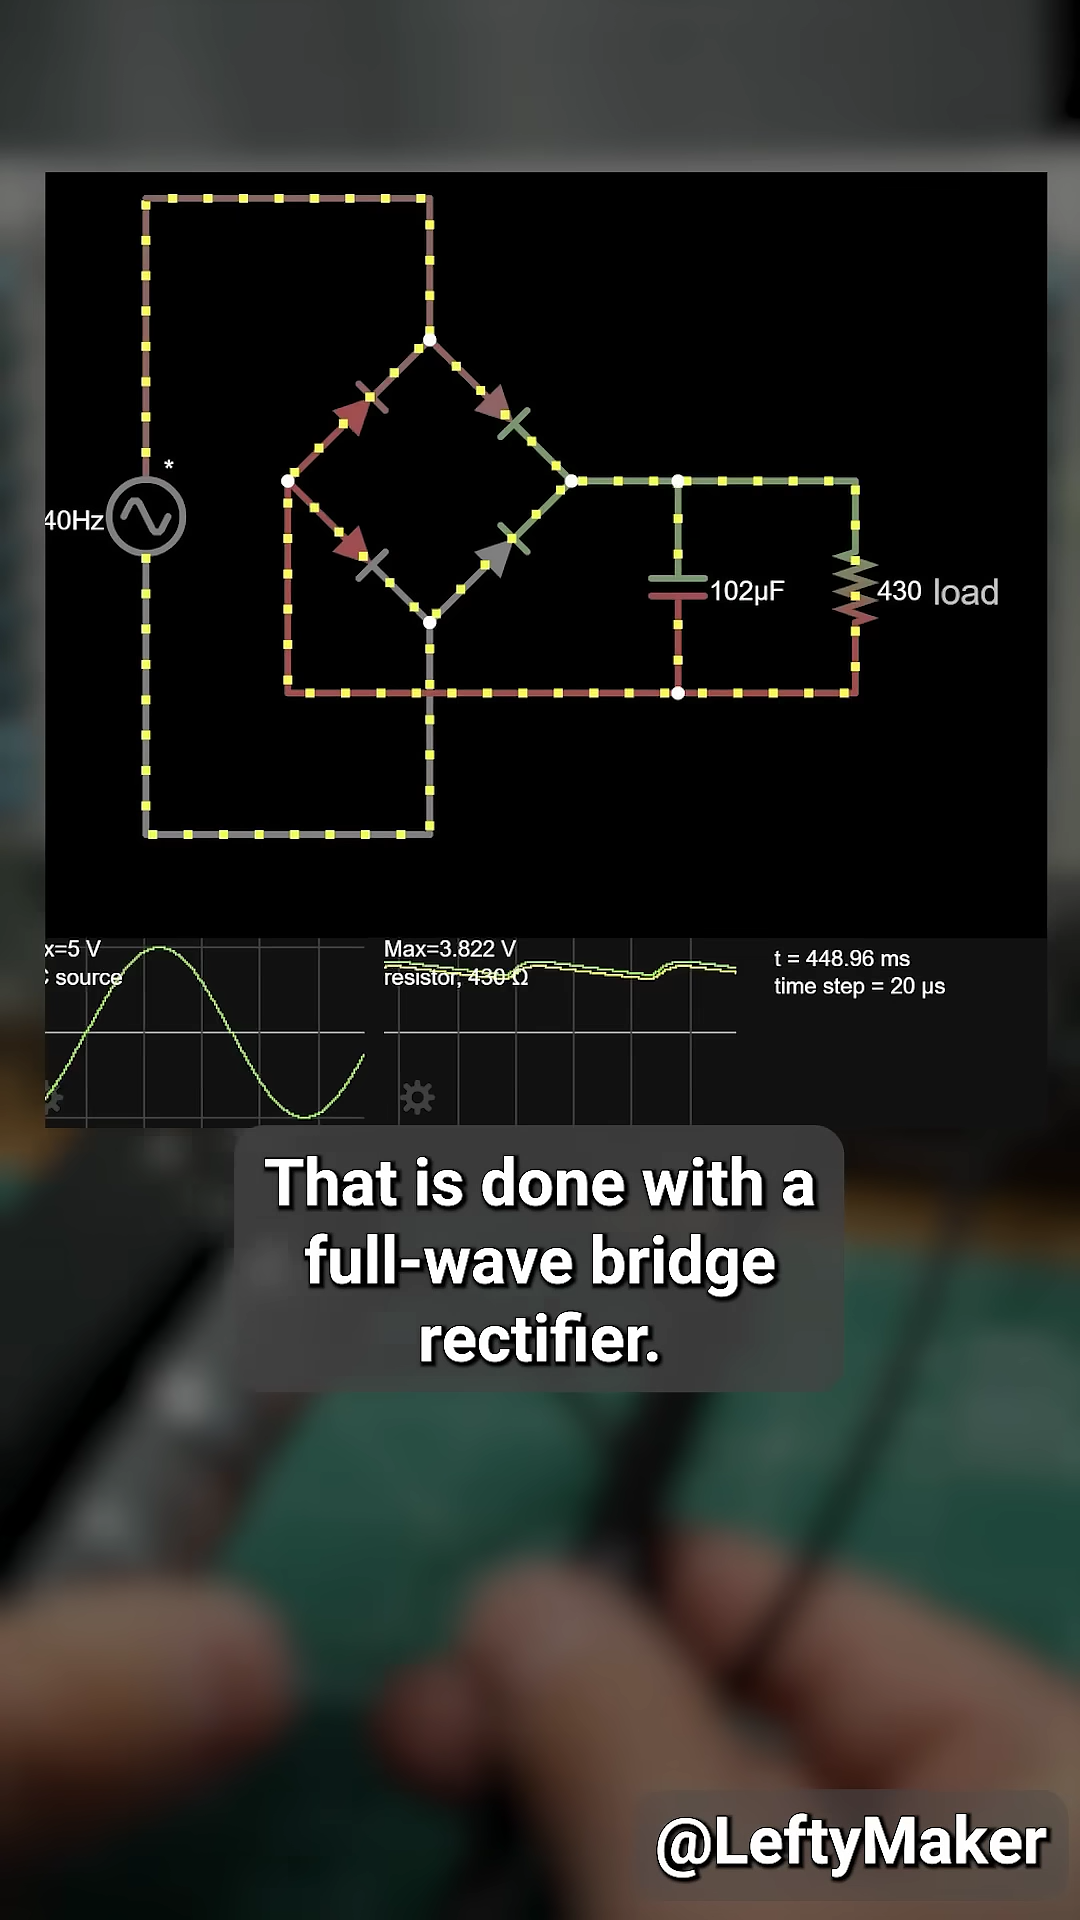 *
40Hz
102µF
430 load
x=5 V
C source
Max=3.822 V
resistor, 430 Ω
t = 448.96 ms
time step = 20 µs
That is done with a
full-wave bridge
rectifier.
@LeftyMaker